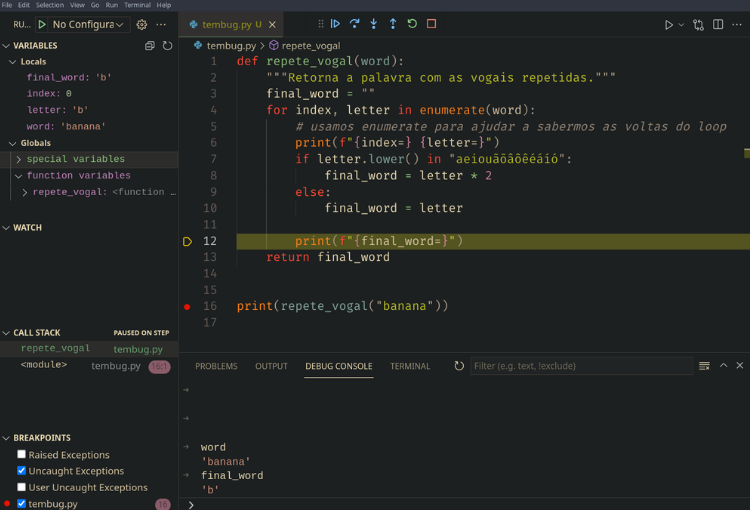 File Edit Selection View Go Run Terminal Help
RU... No Configura
tembug.py U
VARIABLES
Locals
final_word: 'b'
index: 0
letter: 'b'
word: 'banana'
Globals
special variables
function variables
repete_vogal: <function ...
WATCH
CALL STACK PAUSED ON STEP
repete_vogal tembug.py
<module> tembug.py 16:1
BREAKPOINTS
Raised Exceptions
Uncaught Exceptions
User Uncaught Exceptions
tembug.py 16
tembug.py > repete_vogal
1 def repete_vogal(word):
2 """Retorna a palavra com as vogais repetidas."""
3 final_word = ""
4 for index, letter in enumerate(word):
5 # usamos enumerate para ajudar a sabermos as voltas do loop
6 print(f"{index=} {letter=}")
7 if letter.lower() in "aeiouãõâôêéáíó":
8 final_word = letter * 2
9 else:
10 final_word = letter
11
12 print(f"{final_word=}")
13 return final_word
14
15
16 print(repete_vogal("banana"))
17
PROBLEMS OUTPUT DEBUG CONSOLE TERMINAL Filter (e.g. text, !exclude)
word
'banana'
final_word
'b'